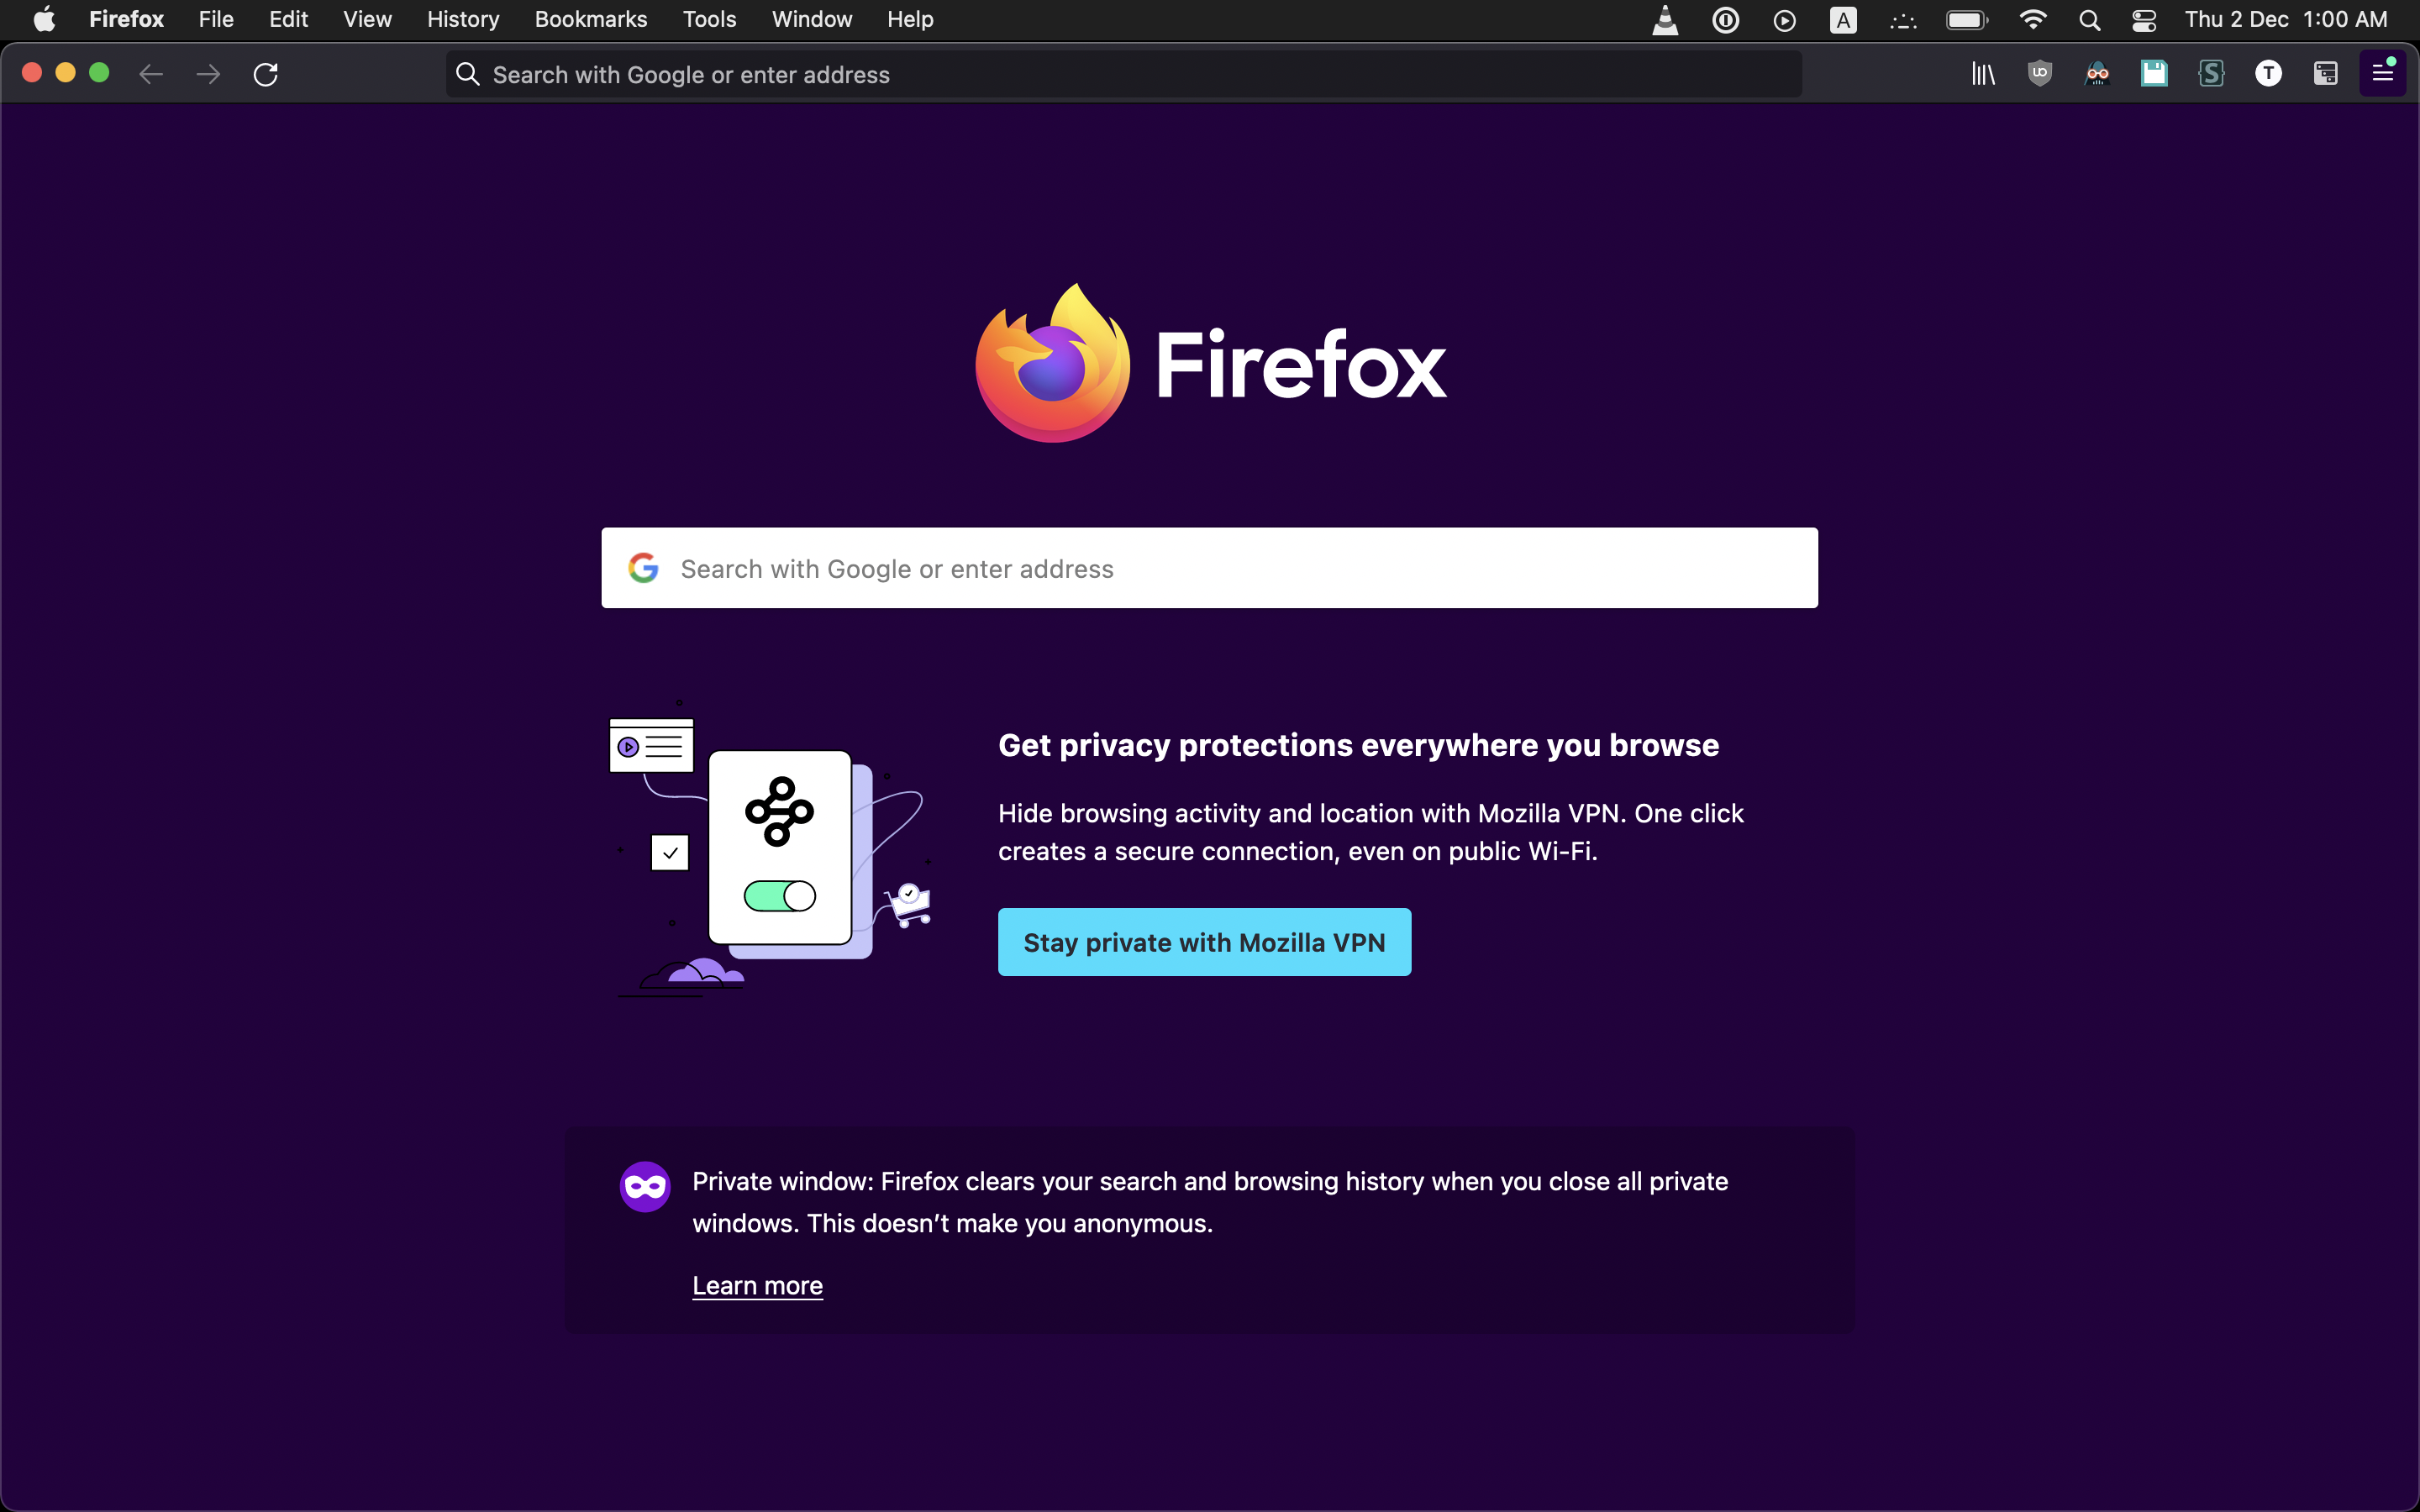 Firefox File Edit View History Bookmarks Tools Window Help A Thu 2 Dec 1:00 AM
Search with Google or enter address uo S T
Firefox
Search with Google or enter address
Get privacy protections everywhere you browse
Hide browsing activity and location with Mozilla VPN. One click
creates a secure connection, even on public Wi-Fi.
Stay private with Mozilla VPN
Private window: Firefox clears your search and browsing history when you close all private
windows. This doesn’t make you anonymous.
Learn more